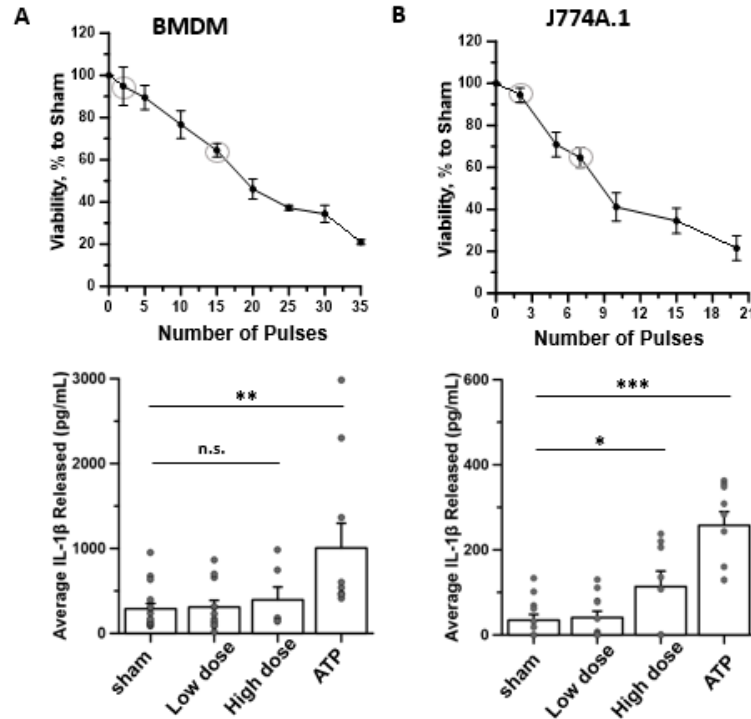 A
BMDM
Viability, % to Sham
120
100
80
60
40
20
0
0 5 10 15 20 25 30 35
Number of Pulses
B
J774A.1
Viability, % to Sham
120
100
80
60
40
20
0
0 3 6 9 12 15 18 21
Number of Pulses
Average IL-1β Released (pg/mL)
3000
2000
1000
0
**
n.s.
sham Low dose High dose ATP
Average IL-1β Released (pg/mL)
600
400
200
0
***
*
sham Low dose High dose ATP